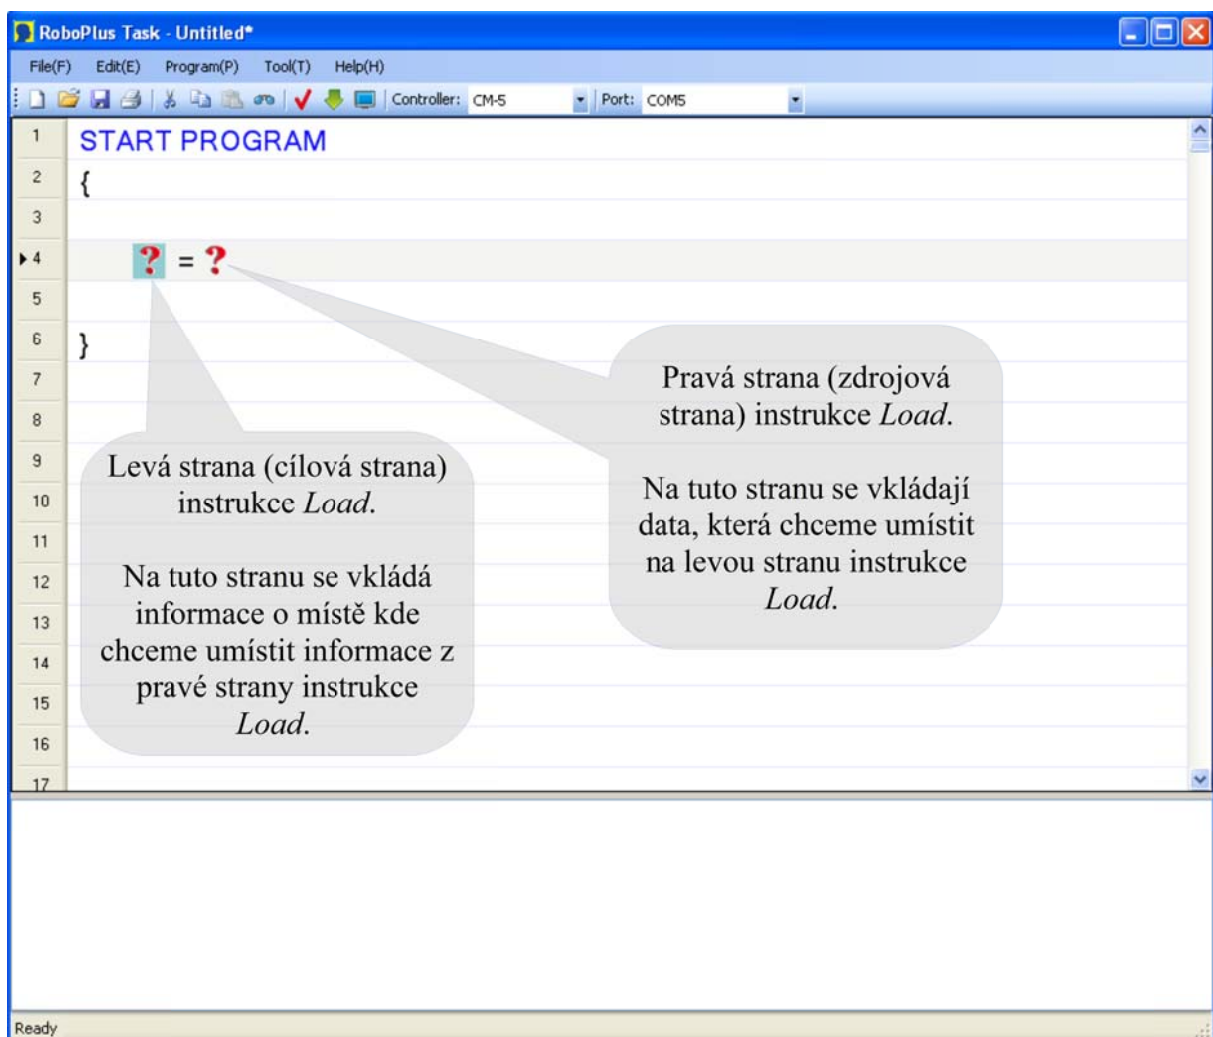 RoboPlus Task - Untitled*
File(F) Edit(E) Program(P) Tool(T) Help(H)
Controller: CM-5 Port: COM5
1 START PROGRAM
2 {
3
4 ? = ?
5
6 }
7
8
9
10
11
12
13
14
15
16
17
Levá strana (cílová strana)
instrukce Load.
Na tuto stranu se vkládá
informace o místě kde
chceme umístit informace z
pravé strany instrukce
Load.
Pravá strana (zdrojová
strana) instrukce Load.
Na tuto stranu se vkládají
data, která chceme umístit
na levou stranu instrukce
Load.
Ready